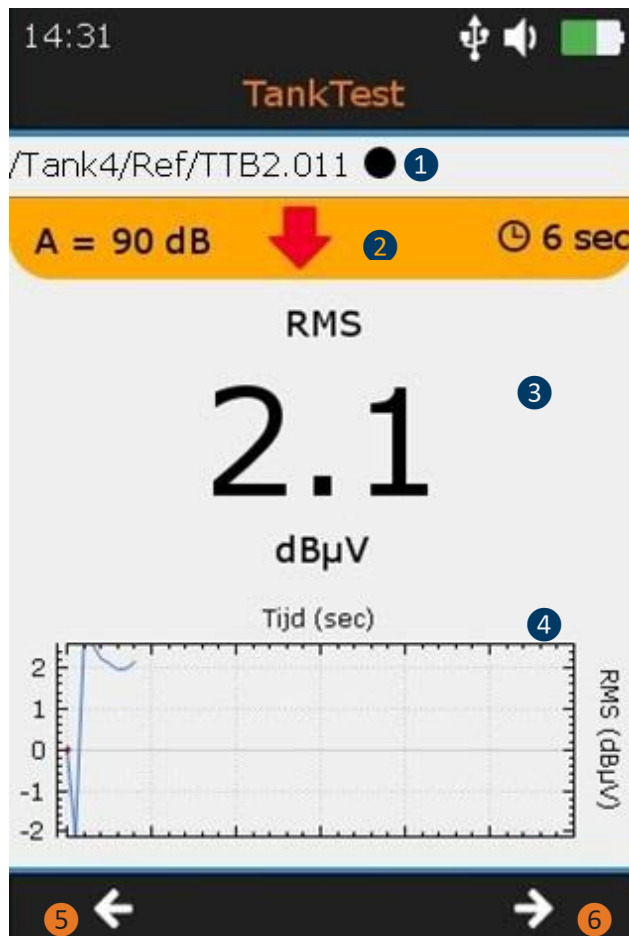 14:31
TankTest
/Tank4/Ref/TTB2.011 1
A = 90 dB 2 6 sec
RMS
2.1 3
dBµV
Tijd (sec) 4
2
1
0
-1
-2
RMS (dBµV)
5 6